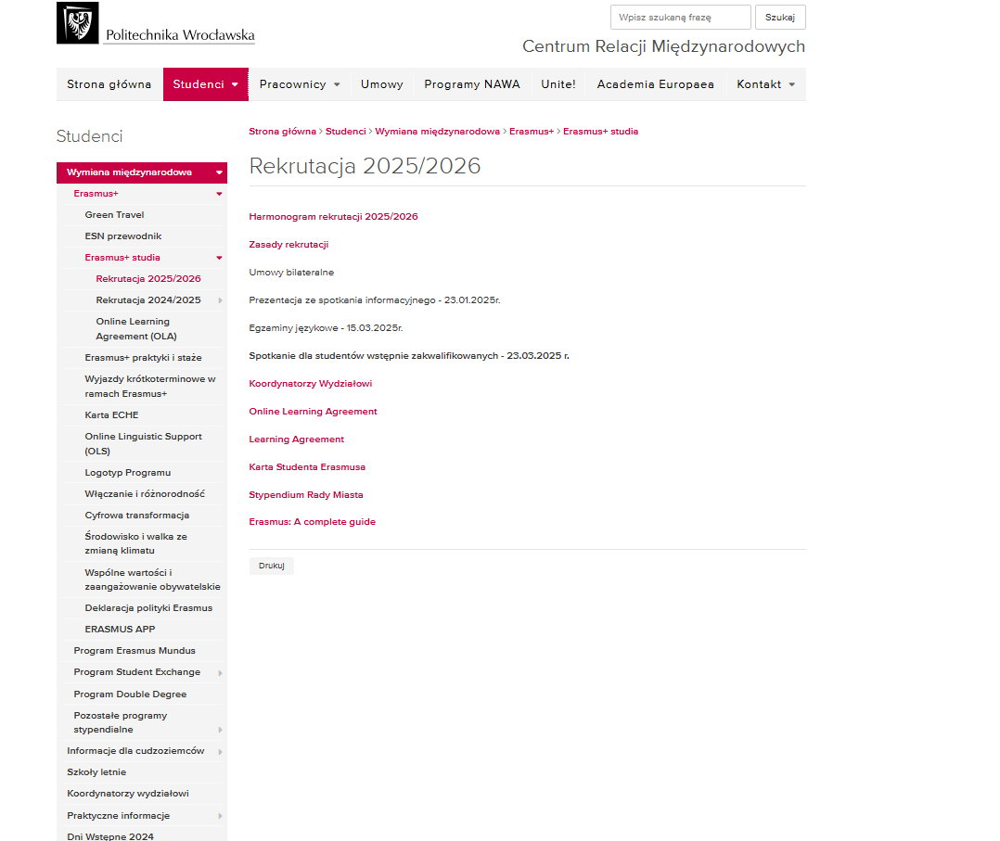 Politechnika Wrocławska
Wpisz szukaną frazę
Szukaj
Centrum Relacji Międzynarodowych
Strona główna
Studenci
Pracownicy
Umowy
Programy NAWA
Unite!
Academia Europaea
Kontakt
Studenci
Wymiana międzynarodowa
Erasmus+
Green Travel
ESN przewodnik
Erasmus+ studia
Rekrutacja 2025/2026
Rekrutacja 2024/2025
Online Learning
Agreement (OLA)
Erasmus+ praktyki i staże
Wyjazdy krótkoterminowe w
ramach Erasmus+
Karta ECHE
Online Linguistic Support
(OLS)
Logotyp Programu
Włączanie i różnorodność
Cyfrowa transformacja
Środowisko i walka ze
zmianą klimatu
Wspólne wartości i
zaangażowanie obywatelskie
Deklaracja polityki Erasmus
ERASMUS APP
Program Erasmus Mundus
Program Student Exchange
Program Double Degree
Pozostałe programy
stypendialne
Informacje dla cudzoziemców
Szkoły letnie
Koordynatorzy wydziałowi
Praktyczne informacje
Dni Wstępne 2024
Strona główna > Studenci > Wymiana międzynarodowa > Erasmus+ > Erasmus+ studia
Rekrutacja 2025/2026
Harmonogram rekrutacji 2025/2026
Zasady rekrutacji
Umowy bilateralne
Prezentacja ze spotkania informacyjnego - 23.01.2025r.
Egzaminy językowe - 15.03.2025r.
Spotkanie dla studentów wstępnie zakwalifikowanych - 23.03.2025 r.
Koordynatorzy Wydziałowi
Online Learning Agreement
Learning Agreement
Karta Studenta Erasmusa
Stypendium Rady Miasta
Erasmus: A complete guide
Drukuj